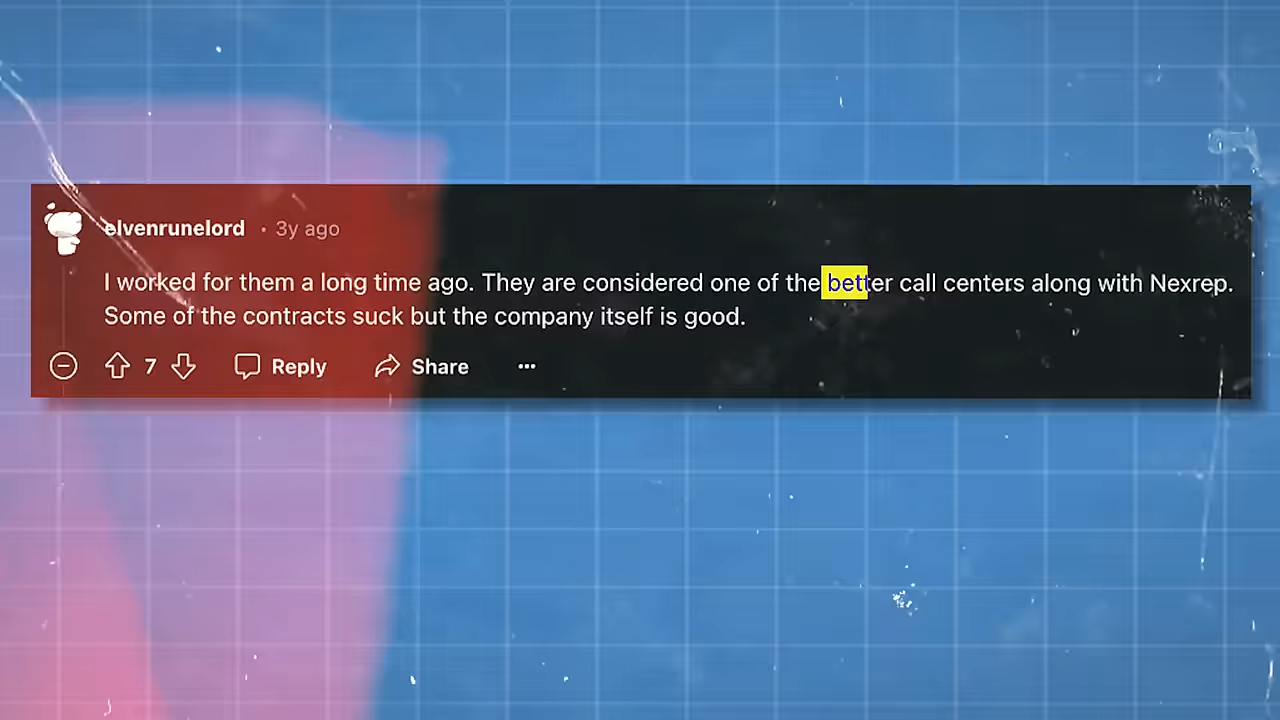 elvenrunelord • 3y ago
I worked for them a long time ago. They are considered one of the better call centers along with Nexrep.
Some of the contracts suck but the company itself is good.
7 Reply Share ...